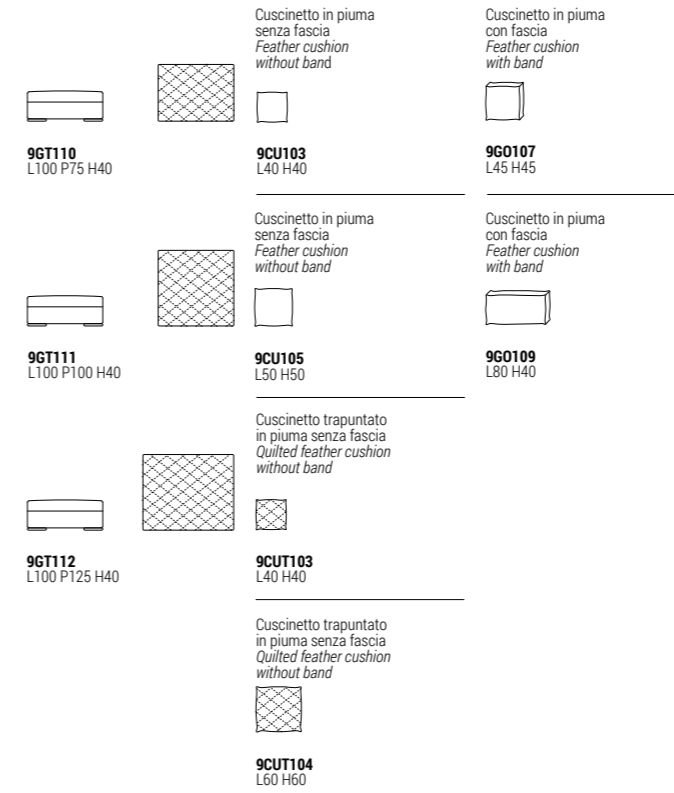 Cuscinetto in piuma
senza fascia
Feather cushion
without band
9GT110
L100 P75 H40
9CU103
L40 H40
Cuscinetto in piuma
con fascia
Feather cushion
with band
9GO107
L45 H45
Cuscinetto in piuma
senza fascia
Feather cushion
without band
9GT111
L100 P100 H40
9CU105
L50 H50
Cuscinetto in piuma
con fascia
Feather cushion
with band
9GO109
L80 H40
Cuscinetto trapuntato
in piuma senza fascia
Quilted feather cushion
without band
9GT112
L100 P125 H40
9CUT103
L40 H40
Cuscinetto trapuntato
in piuma senza fascia
Quilted feather cushion
without band
9CUT104
L60 H60